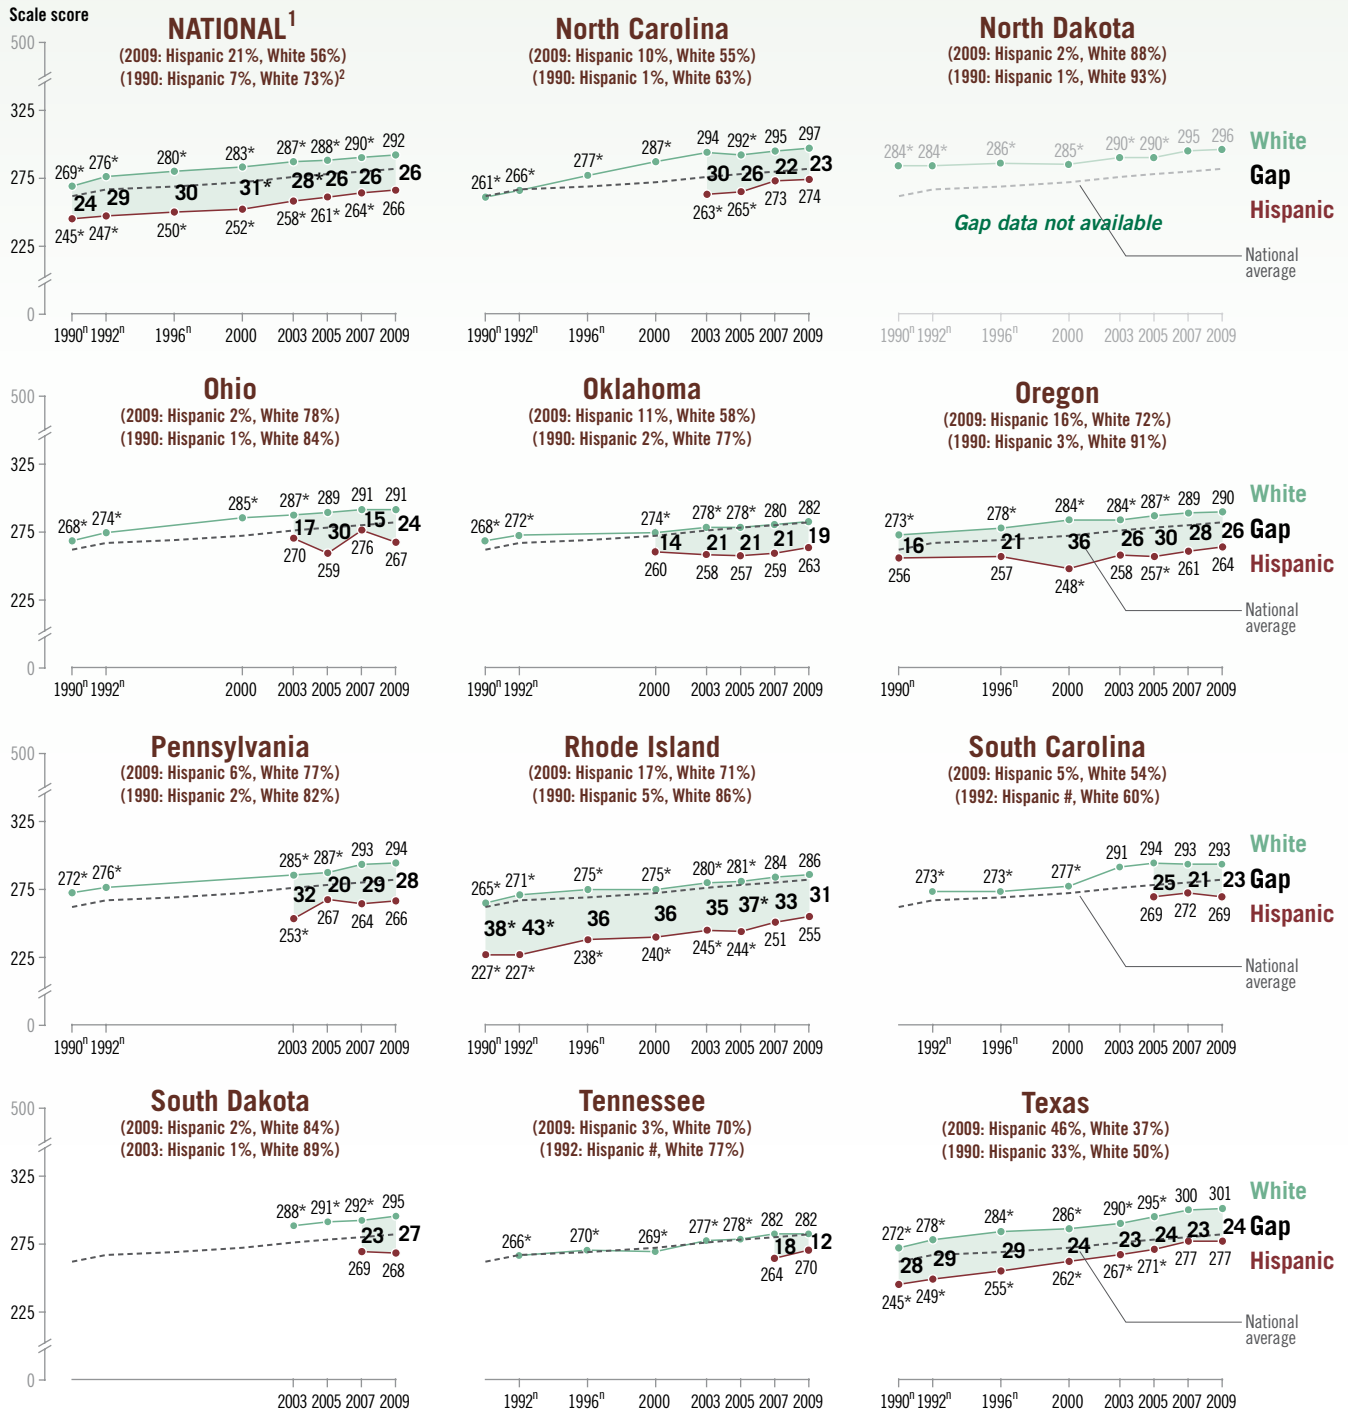 Scale score
NATIONAL1
(2009: Hispanic 21%, White 56%)
(1990: Hispanic 7%, White 73%)2
500
325
275
225
0
269* 276* 280* 283* 287* 288* 290* 292
24 29 30 31* 28* 26 26 26
245* 247* 250* 252* 258* 261* 264* 266
1990n 1992n 1996n 2000 2003 2005 2007 2009
North Carolina
(2009: Hispanic 10%, White 55%)
(1990: Hispanic 1%, White 63%)
261* 266* 277* 287* 294 292* 295 297
30 26 22 23
263* 265* 273 274
1990n 1992n 1996n 2000 2003 2005 2007 2009
North Dakota
(2009: Hispanic 2%, White 88%)
(1990: Hispanic 1%, White 93%)
284* 284* 286* 285* 290* 290* 295 296
Gap data not available
White
Gap
Hispanic
National
average
1990n 1992n 1996n 2000 2003 2005 2007 2009
Ohio
(2009: Hispanic 2%, White 78%)
(1990: Hispanic 1%, White 84%)
500
325
275
225
0
268* 274* 285* 287* 289 291 291
17 30 15 24
270 259 276 267
1990n 1992n 2000 2003 2005 2007 2009
Oklahoma
(2009: Hispanic 11%, White 58%)
(1990: Hispanic 2%, White 77%)
268* 272* 274* 278* 278* 280 282
14 21 21 21 19
260 258 257 259 263
1990n 1992n 2000 2003 2005 2007 2009
Oregon
(2009: Hispanic 16%, White 72%)
(1990: Hispanic 3%, White 91%)
273* 278* 284* 284* 287* 289 290
16 21 36 26 30 28 26
256 257 248* 258 257* 261 264
White
Gap
Hispanic
National
average
1990n 1996n 2000 2003 2005 2007 2009
Pennsylvania
(2009: Hispanic 6%, White 77%)
(1990: Hispanic 2%, White 82%)
500
325
275
225
0
272* 276* 285* 287* 293 294
32 20 29 28
253* 267 264 266
1990n 1992n 2003 2005 2007 2009
Rhode Island
(2009: Hispanic 17%, White 71%)
(1990: Hispanic 5%, White 86%)
265* 271* 275* 275* 280* 281* 284 286
38* 43* 36 36 35 37* 33 31
227* 227* 238* 240* 245* 244* 251 255
1990n 1992n 1996n 2000 2003 2005 2007 2009
South Carolina
(2009: Hispanic 5%, White 54%)
(1992: Hispanic #, White 60%)
273* 273* 277* 291 294 293 293
25 21 23
269 272 269
White
Gap
Hispanic
National
average
1992n 1996n 2000 2003 2005 2007 2009
South Dakota
(2009: Hispanic 2%, White 84%)
(2003: Hispanic 1%, White 89%)
500
325
275
225
0
288* 291* 292* 295
23 27
269 268
2003 2005 2007 2009
Tennessee
(2009: Hispanic 3%, White 70%)
(1992: Hispanic #, White 77%)
266* 270* 269* 277* 278* 282 282
18 12
264 270
1992n 1996n 2000 2003 2005 2007 2009
Texas
(2009: Hispanic 46%, White 37%)
(1990: Hispanic 33%, White 50%)
272* 278* 284* 286* 290* 295* 300 301
28 29 29 24 23 24 23 24
245* 249* 255* 262* 267* 271* 277 277
White
Gap
Hispanic
National
average
1990n 1992n 1996n 2000 2003 2005 2007 2009